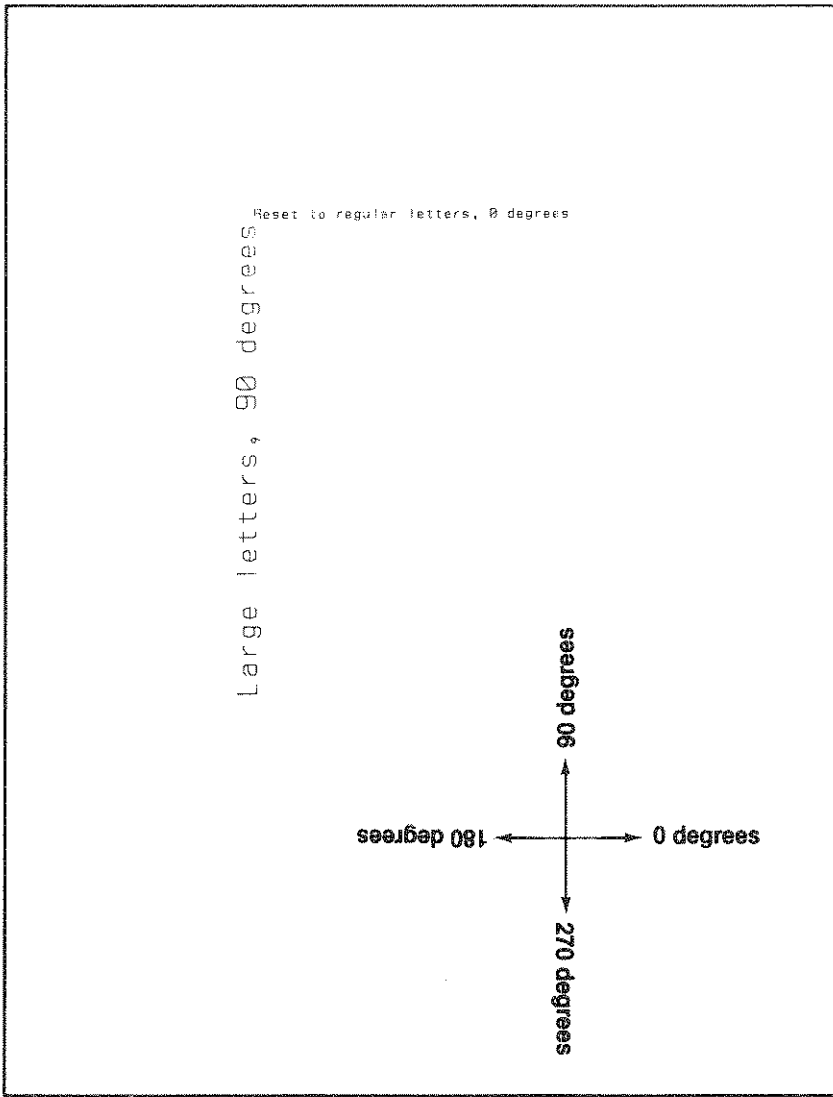 Reset to regular letters, 0 degrees
Large letters, 90 degrees
90 degrees
180 degrees
0 degrees
270 degrees